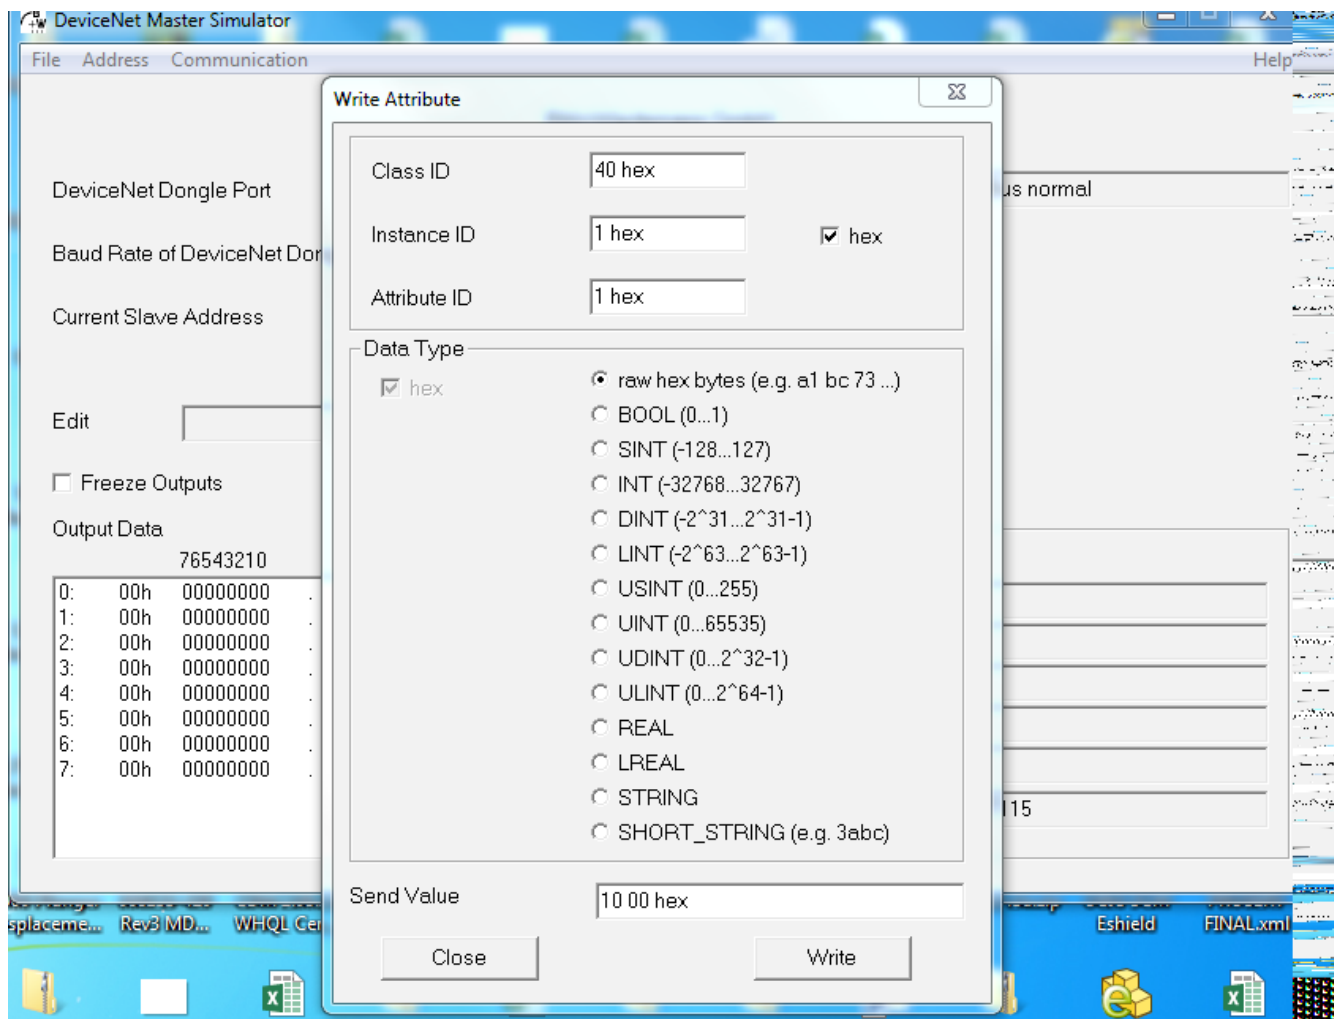 DeviceNet Master Simulator
File Address Communication Help
Write Attribute
Class ID 40 hex
Instance ID 1 hex hex
Attribute ID 1 hex
DeviceNet Dongle Port
normal
Baud Rate of DeviceNet
Current Slave Address
Edit
Freeze Outputs
Output Data
76543210
0: 00h 00000000 .
1: 00h 00000000 .
2: 00h 00000000 .
3: 00h 00000000 .
4: 00h 00000000 .
5: 00h 00000000 .
6: 00h 00000000 .
7: 00h 00000000 .
Data Type
hex
raw hex bytes (e.g. a1 bc 73 ...)
BOOL (0...1)
SINT (-128...127)
INT (-32768...32767)
DINT (-2^31...2^31-1)
LINT (-2^63...2^63-1)
USINT (0...255)
UINT (0...65535)
UDINT (0...2^32-1)
ULINT (0...2^64-1)
REAL
LREAL
STRING
SHORT_STRING (e.g. 3abc)
115
Send Value 10 00 hex
Close Write
splaceme... Rev3 MD... WHQL Cer
Eshield FINAL.xml